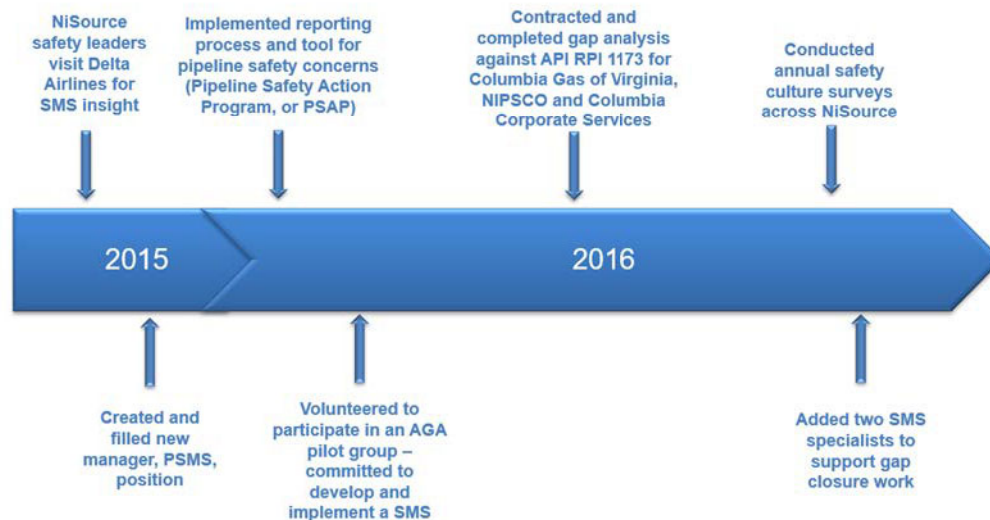 NiSource
safety leaders
visit Delta
Airlines for
SMS insight
Implemented reporting
process and tool for
pipeline safety concerns
(Pipeline Safety Action
Program, or PSAP)
Contracted and
completed gap analysis
against API RPI 1173 for
Columbia Gas of Virginia,
NIPSCO and Columbia
Corporate Services
Conducted
annual safety
culture surveys
across NiSource
2015
2016
Created and
filled new
manager, PSMS,
position
Volunteered to
participate in an AGA
pilot group –
committed to
develop and
implement a SMS
Added two SMS
specialists to
support gap
closure work